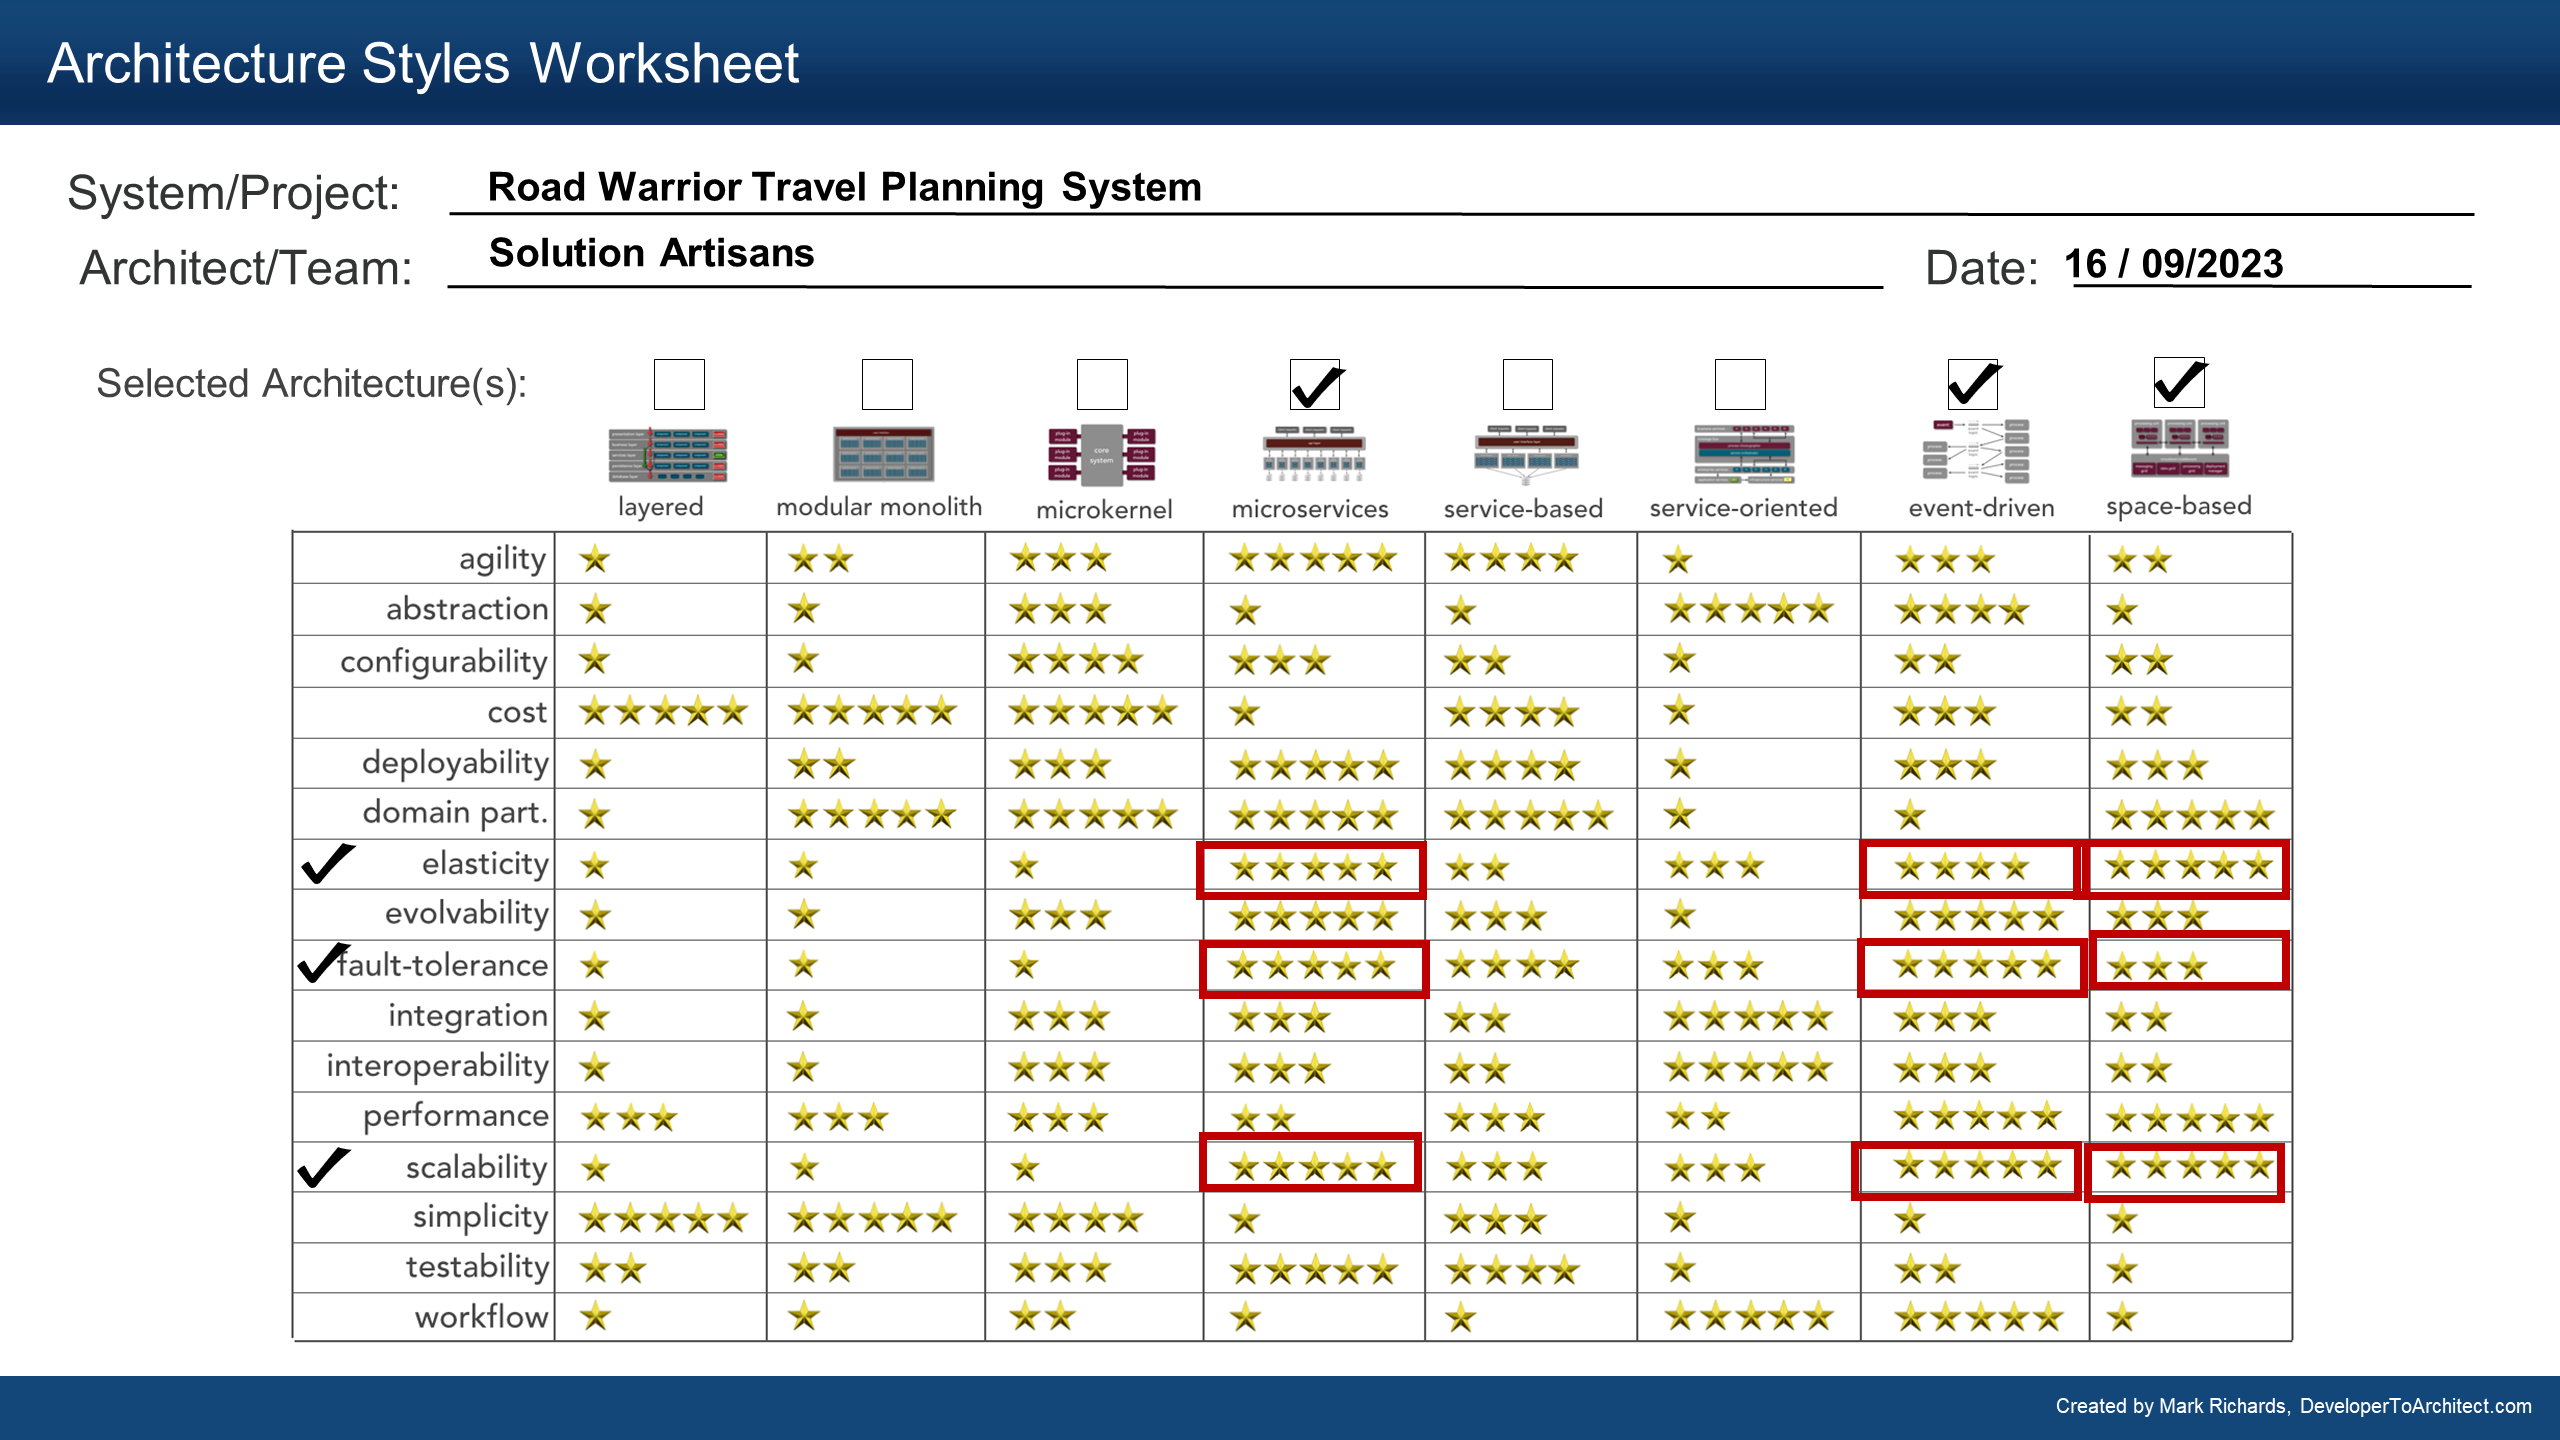 Architecture Styles Worksheet
System/Project: Road Warrior Travel Planning System
Architect/Team: Solution Artisans Date: 16 / 09/2023
Selected Architecture(s):
core
system
layered modular monolith microkernel microservices service-based service-oriented event-driven space-based
agility
abstraction
configurability
cost
deployability
domain part.
elasticity
evolvability
fault-tolerance
integration
interoperability
performance
scalability
simplicity
testability
workflow
Created by Mark Richards, DeveloperToArchitect.com